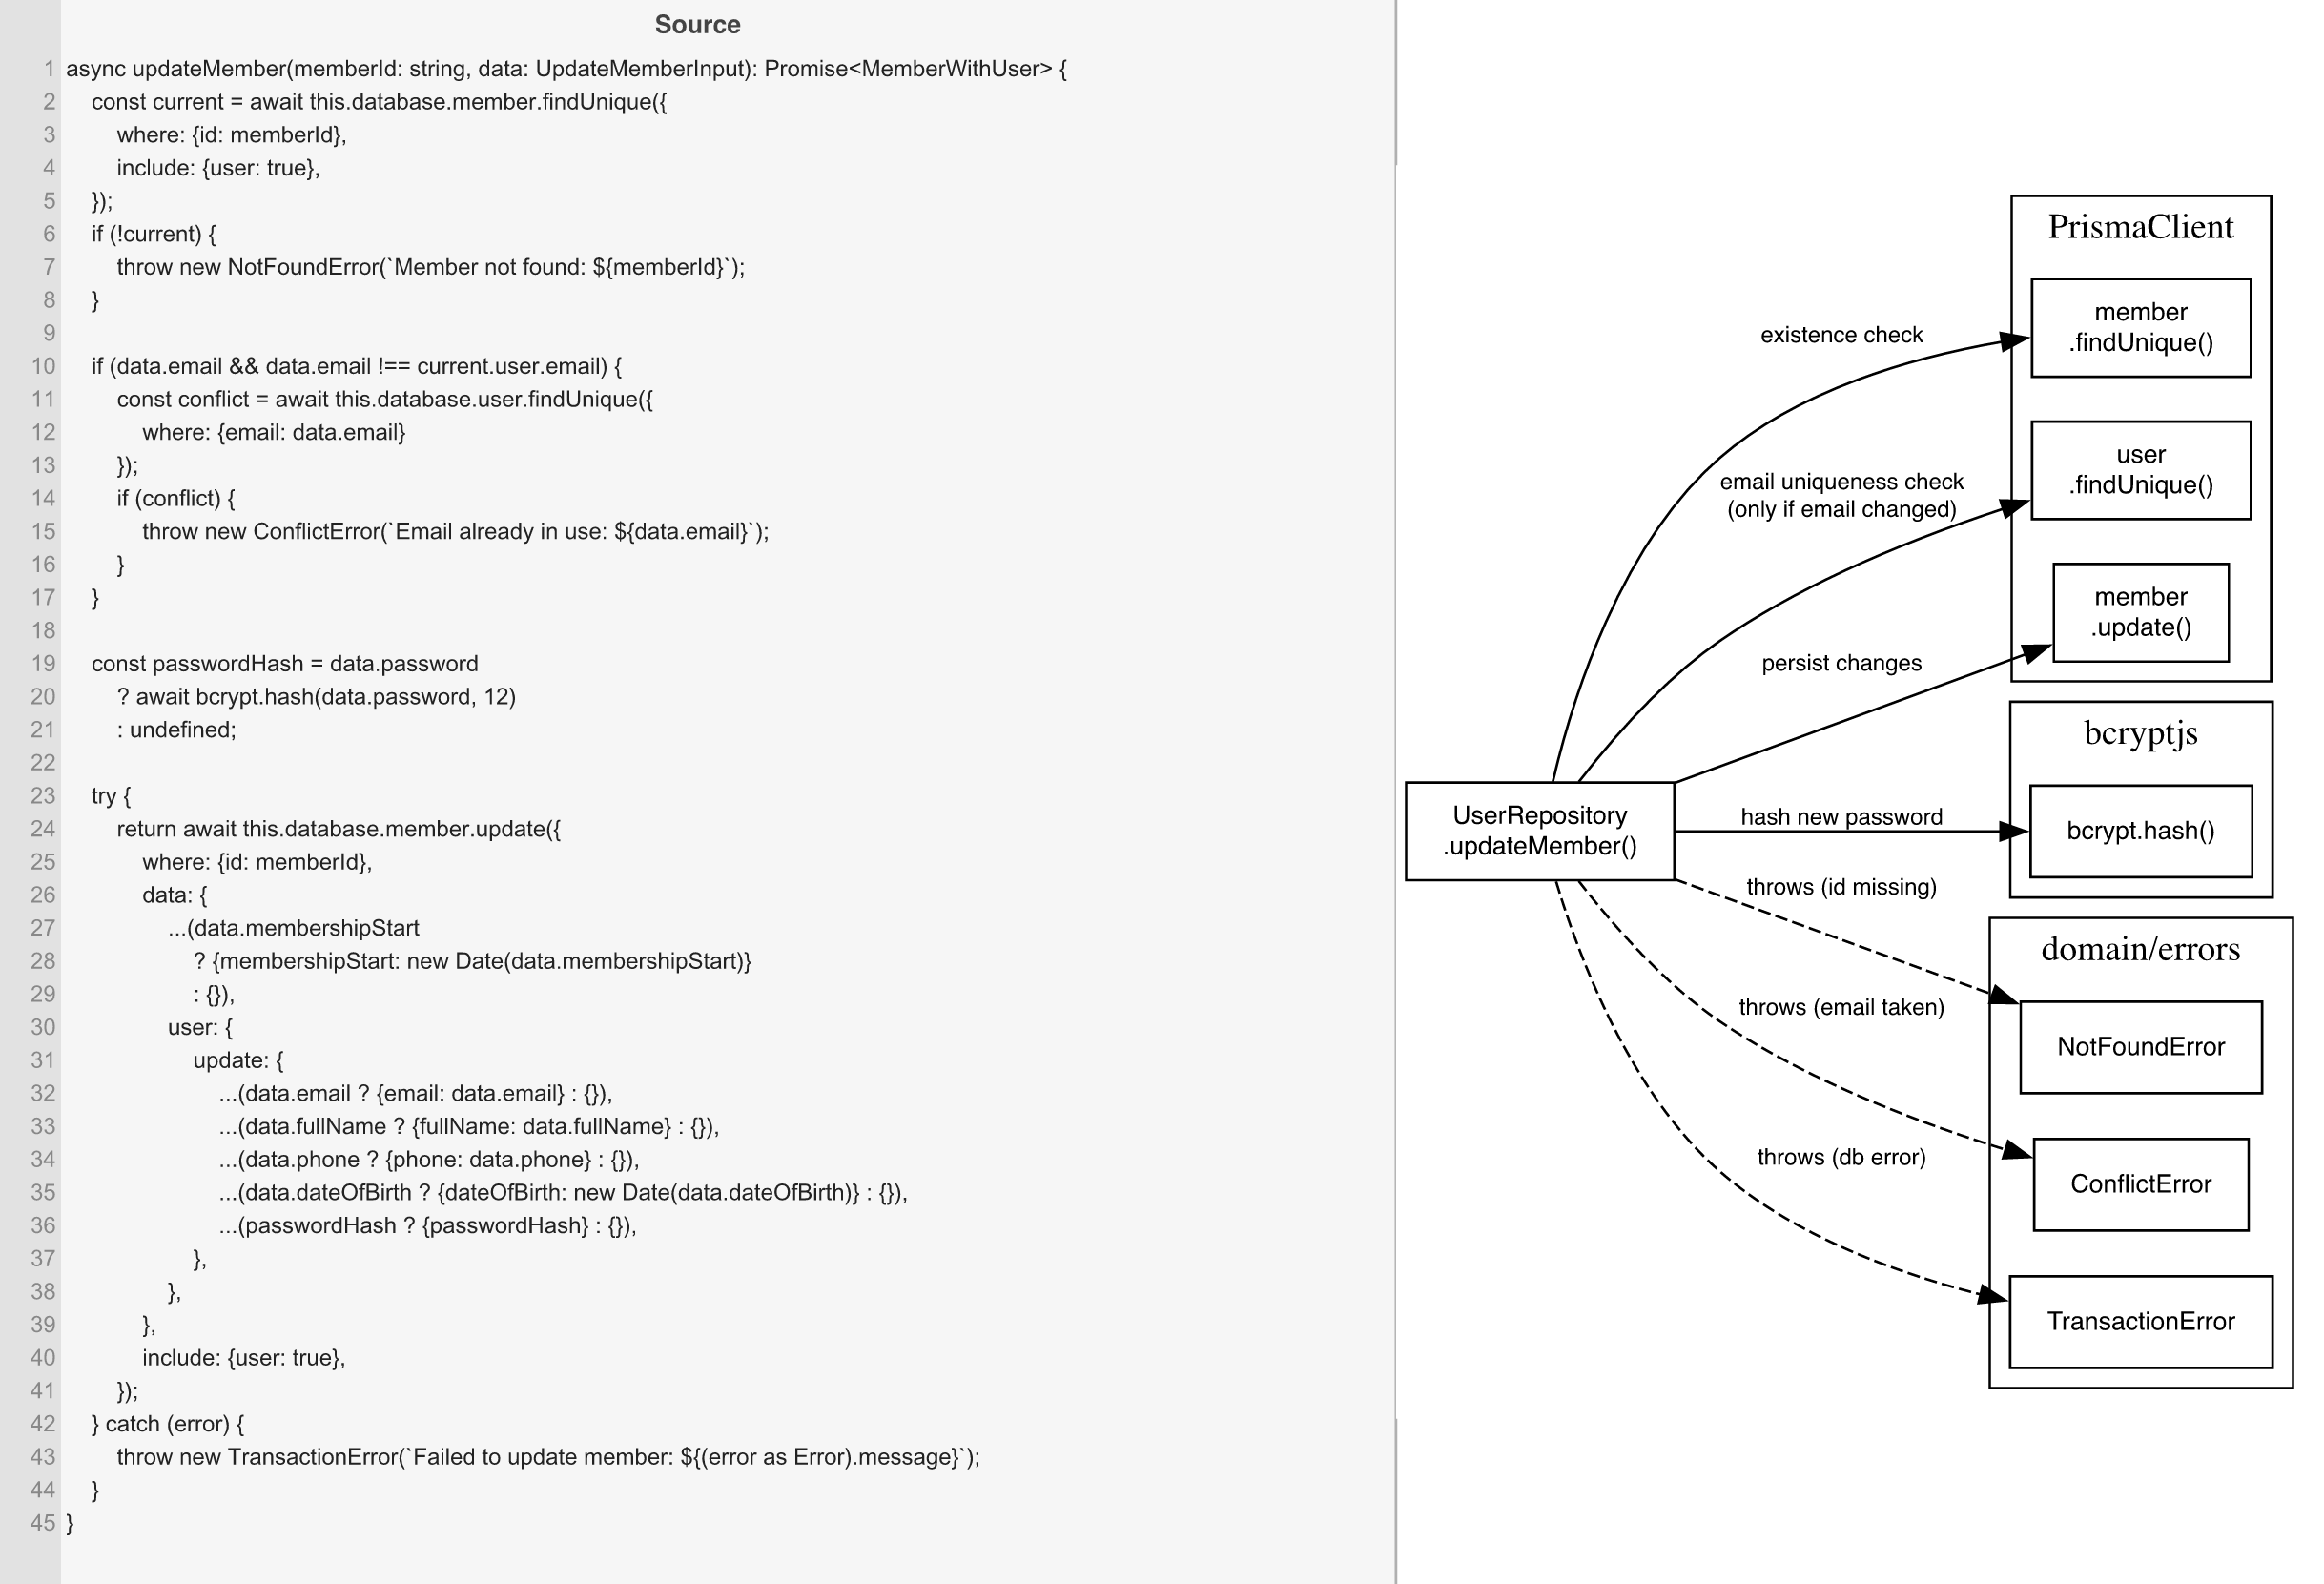 Source
1 async updateMember(memberId: string, data: UpdateMemberInput): Promise<MemberWithUser> {
2 const current = await this.database.member.findUnique({
3 where: {id: memberId},
4 include: {user: true},
5 });
6 if (!current) {
7 throw new NotFoundError(`Member not found: ${memberId}`);
8 }
9
10 if (data.email && data.email !== current.user.email) {
11 const conflict = await this.database.user.findUnique({
12 where: {email: data.email}
13 });
14 if (conflict) {
15 throw new ConflictError(`Email already in use: ${data.email}`);
16 }
17 }
18
19 const passwordHash = data.password
20 ? await bcrypt.hash(data.password, 12)
21 : undefined;
22
23 try {
24 return await this.database.member.update({
25 where: {id: memberId},
26 data: {
27 ...(data.membershipStart
28 ? {membershipStart: new Date(data.membershipStart)}
29 : {}),
30 user: {
31 update: {
32 ...(data.email ? {email: data.email} : {}),
33 ...(data.fullName ? {fullName: data.fullName} : {}),
34 ...(data.phone ? {phone: data.phone} : {}),
35 ...(data.dateOfBirth ? {dateOfBirth: new Date(data.dateOfBirth)} : {}),
36 ...(passwordHash ? {passwordHash} : {}),
37 },
38 },
39 },
40 include: {user: true},
41 });
42 } catch (error) {
43 throw new TransactionError(`Failed to update member: ${(error as Error).message}`);
44 }
45 }
UserRepository
.updateMember()
existence check
email uniqueness check
(only if email changed)
persist changes
hash new password
throws (id missing)
throws (email taken)
throws (db error)
PrismaClient
member
.findUnique()
user
.findUnique()
member
.update()
bcryptjs
bcrypt.hash()
domain/errors
NotFoundError
ConflictError
TransactionError